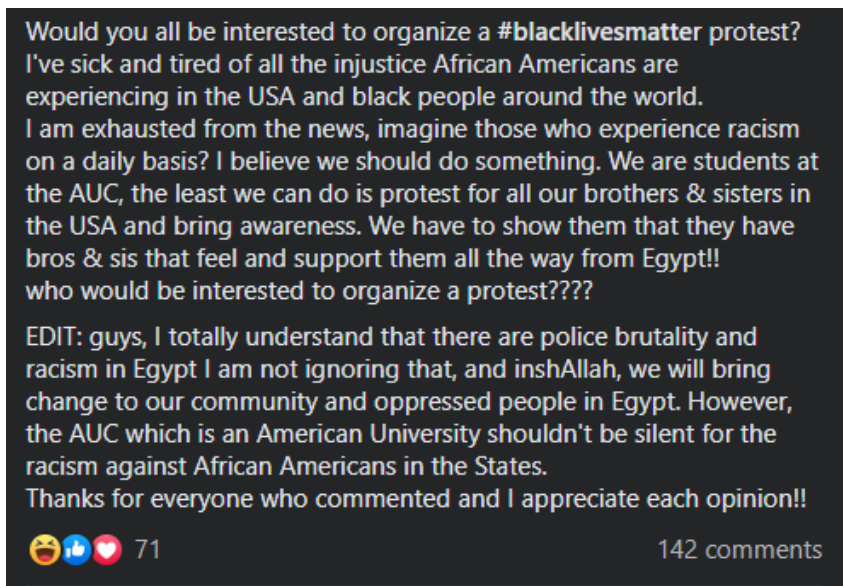 Would you all be interested to organize a #blacklivesmatter protest?
I've sick and tired of all the injustice African Americans are
experiencing in the USA and black people around the world.
I am exhausted from the news, imagine those who experience racism
on a daily basis? I believe we should do something. We are students at
the AUC, the least we can do is protest for all our brothers & sisters in
the USA and bring awareness. We have to show them that they have
bros & sis that feel and support them all the way from Egypt!!
who would be interested to organize a protest????
EDIT: guys, I totally understand that there are police brutality and
racism in Egypt I am not ignoring that, and inshAllah, we will bring
change to our community and oppressed people in Egypt. However,
the AUC which is an American University shouldn't be silent for the
racism against African Americans in the States.
Thanks for everyone who commented and I appreciate each opinion!!
71 142 comments